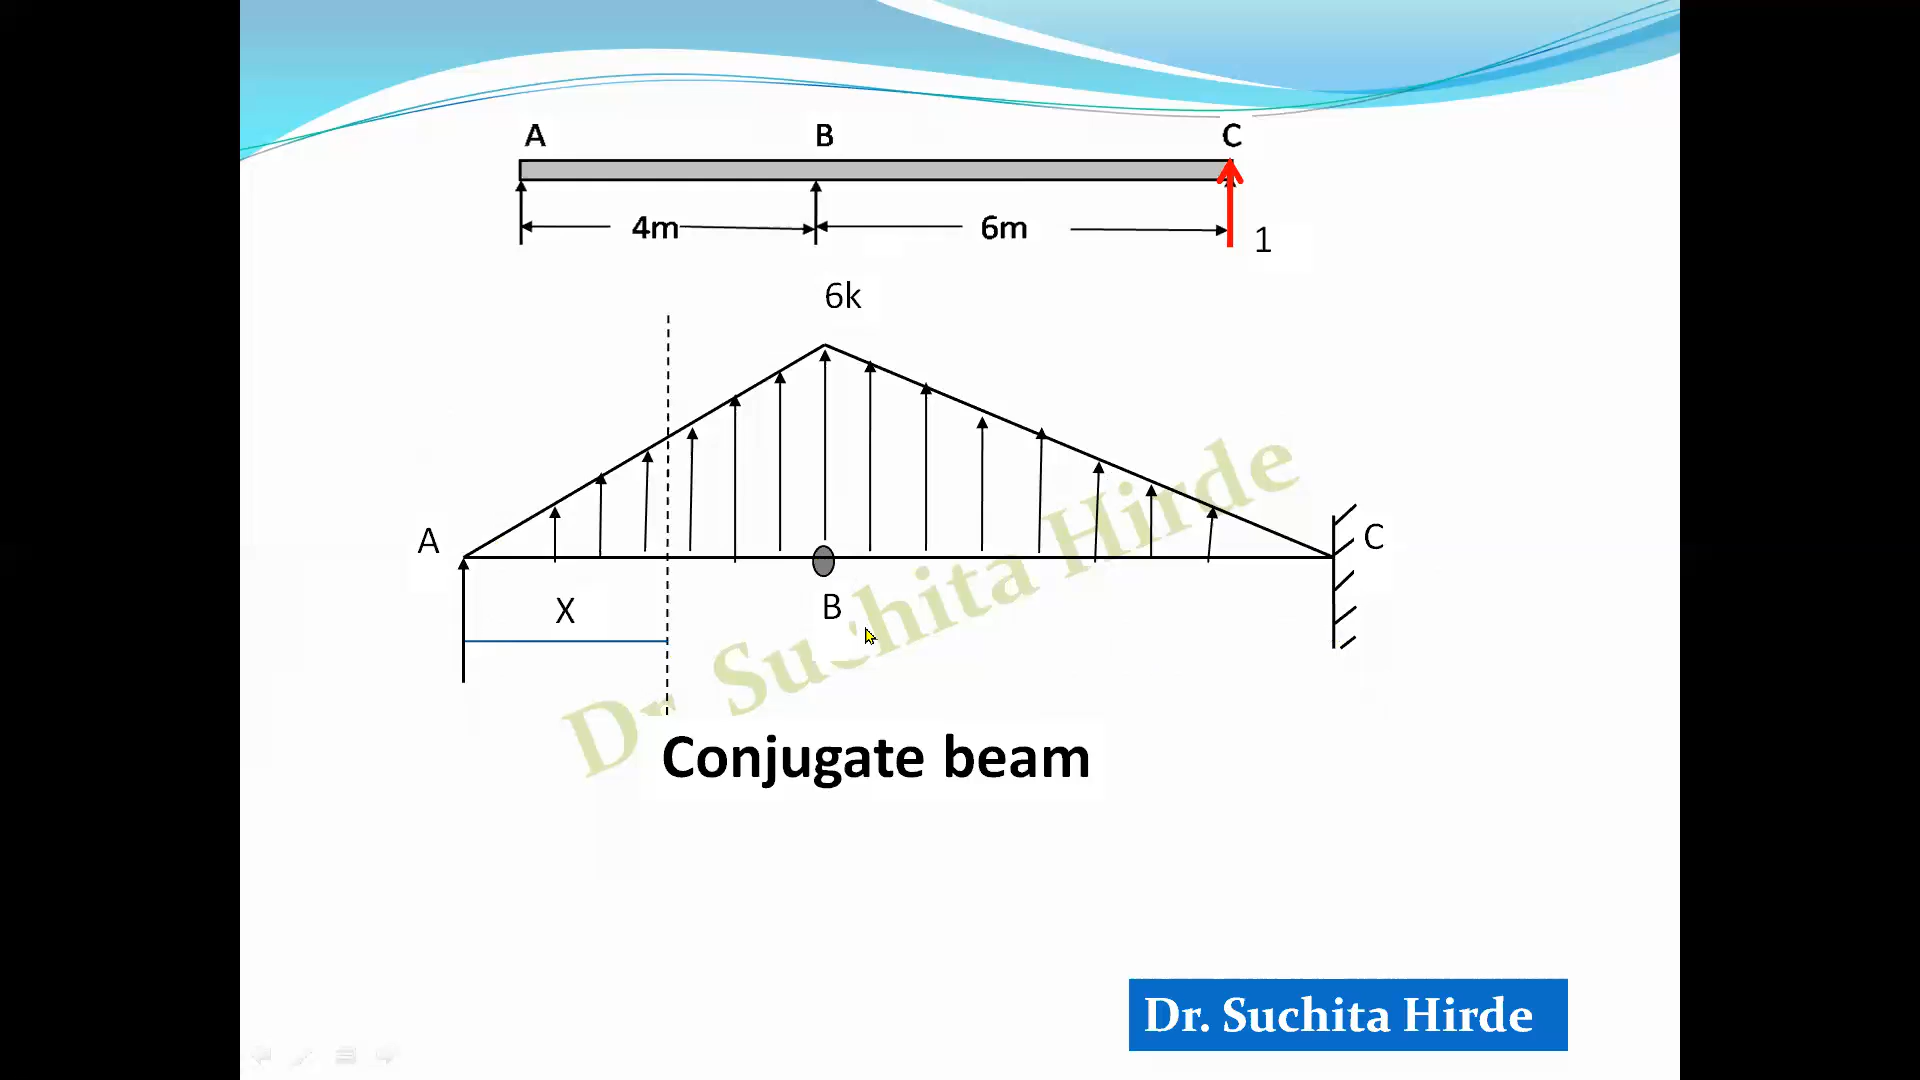 A B C
4m 6m 1
6k
A C
X B
Dr. Suchita Hirde
Conjugate beam
Dr. Suchita Hirde